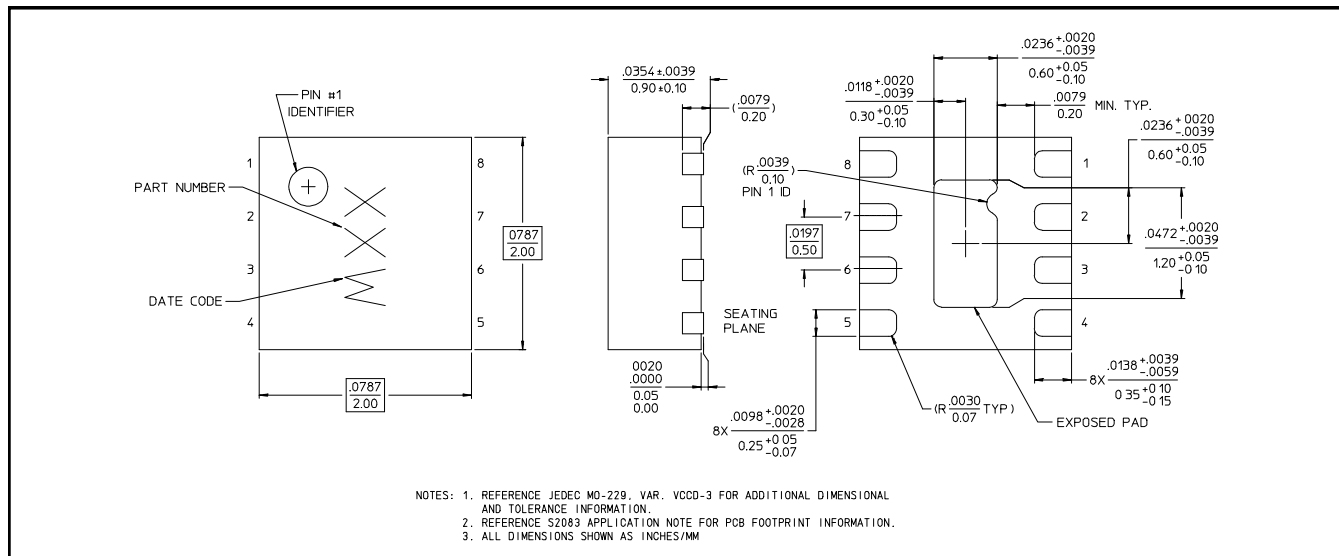 PIN #1
IDENTIFIER
PART NUMBER
DATE CODE
1
2
3
4
8
7
6
5
X
X
W
.0787
2.00
.0787
2.00
.0354 ±.0039
0.90 ±0.10
(.0079
0.20)
SEATING
PLANE
.0020
.0000
0.05
0.00
.0236 +.0020
-.0039
0.60 +0.05
-0.10
.0118 +.0020
-.0039
0.30 +0.05
-0.10
.0079
0.20
MIN. TYP.
.0236 +.0020
-.0039
0.60 +0.05
-0.10
(R .0039
0.10)
PIN 1 ID
.0197
0.50
8
7
6
5
1
2
3
4
.0472 +.0020
-.0039
1.20 +0.05
-0.10
8X .0138 +.0039
-.0059
0.35 +0.10
-0.15
(R .0030
0.07 TYP)
EXPOSED PAD
8X .0098 +.0020
-.0028
0.25 +0.05
-0.07
NOTES: 1. REFERENCE JEDEC MO-229, VAR. VCCD-3 FOR ADDITIONAL DIMENSIONAL
AND TOLERANCE INFORMATION.
2. REFERENCE S2083 APPLICATION NOTE FOR PCB FOOTPRINT INFORMATION.
3. ALL DIMENSIONS SHOWN AS INCHES/MM